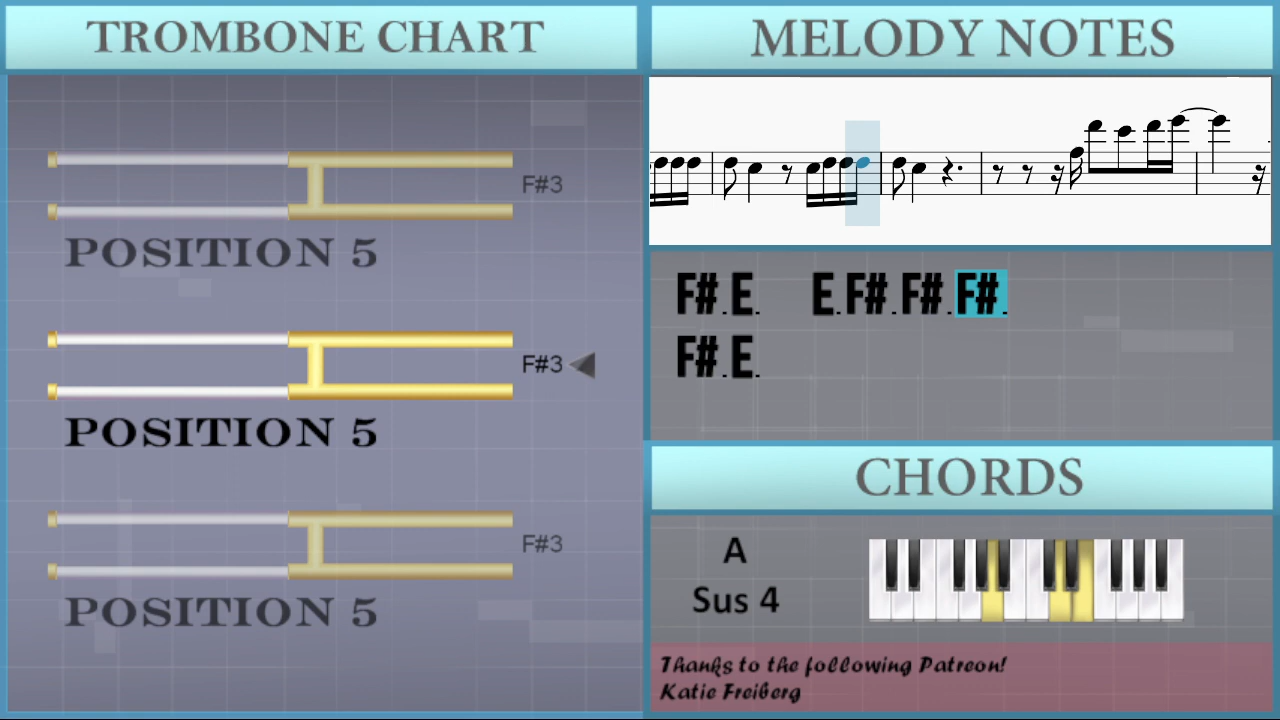 TROMBONE CHART
F#3
POSITION 5
F#3
POSITION 5
F#3
POSITION 5
MELODY NOTES
F#. E. E. F#. F#. F#.
F#. E.
CHORDS
A
Sus 4
Thanks to the following Patreon!
Katie Freiberg